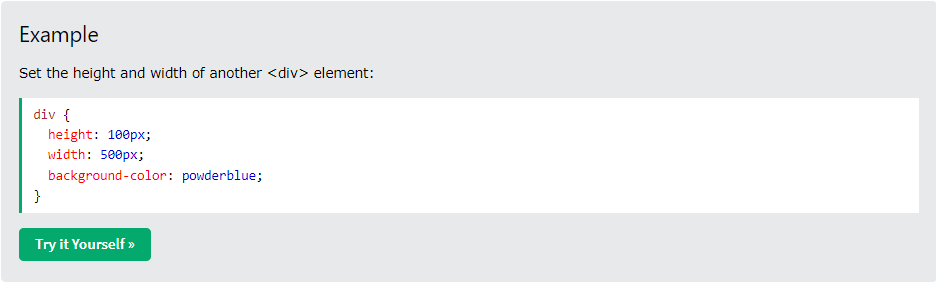 Example
Set the height and width of another <div> element:
div {
  height: 100px;
  width: 500px;
  background-color: powderblue;
}
Try it Yourself »